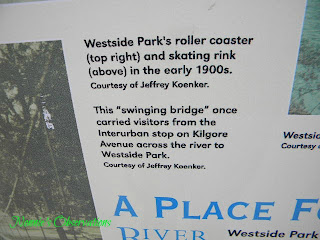 Westside Park's roller coaster
(top right) and skating rink
(above) in the early 1900s.
Courtesy of Jeffrey Koenker.
This "swinging bridge" once
carried visitors from the
Interurban stop on Kilgore
Avenue across the river to
Westside Park.
Courtesy of Jeffrey Koenker.
Westside
Courtesy o
A PLACE FO
RIVER
Westside Park